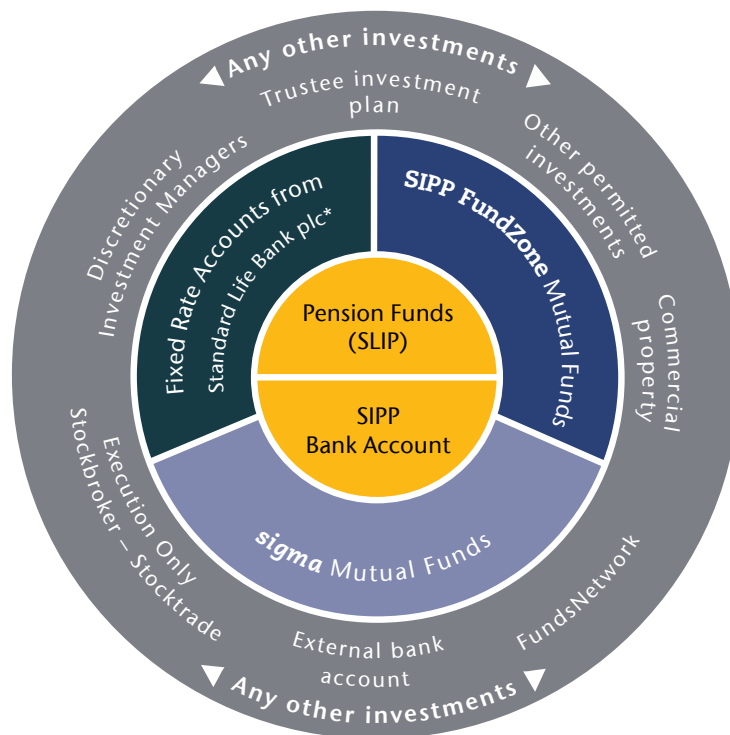 Any other investments
Trustee investment
plan
Other permitted
investments
Commercial
property
FundsNetwork
External bank
account
Execution Only
Stockbroker – Stocktrade
Discretionary
Investment Managers
Any other investments
Fixed Rate Accounts from
Standard Life Bank plc*
SIPP FundZone Mutual Funds
sigma Mutual Funds
Pension Funds
(SLIP)
SIPP
Bank Account